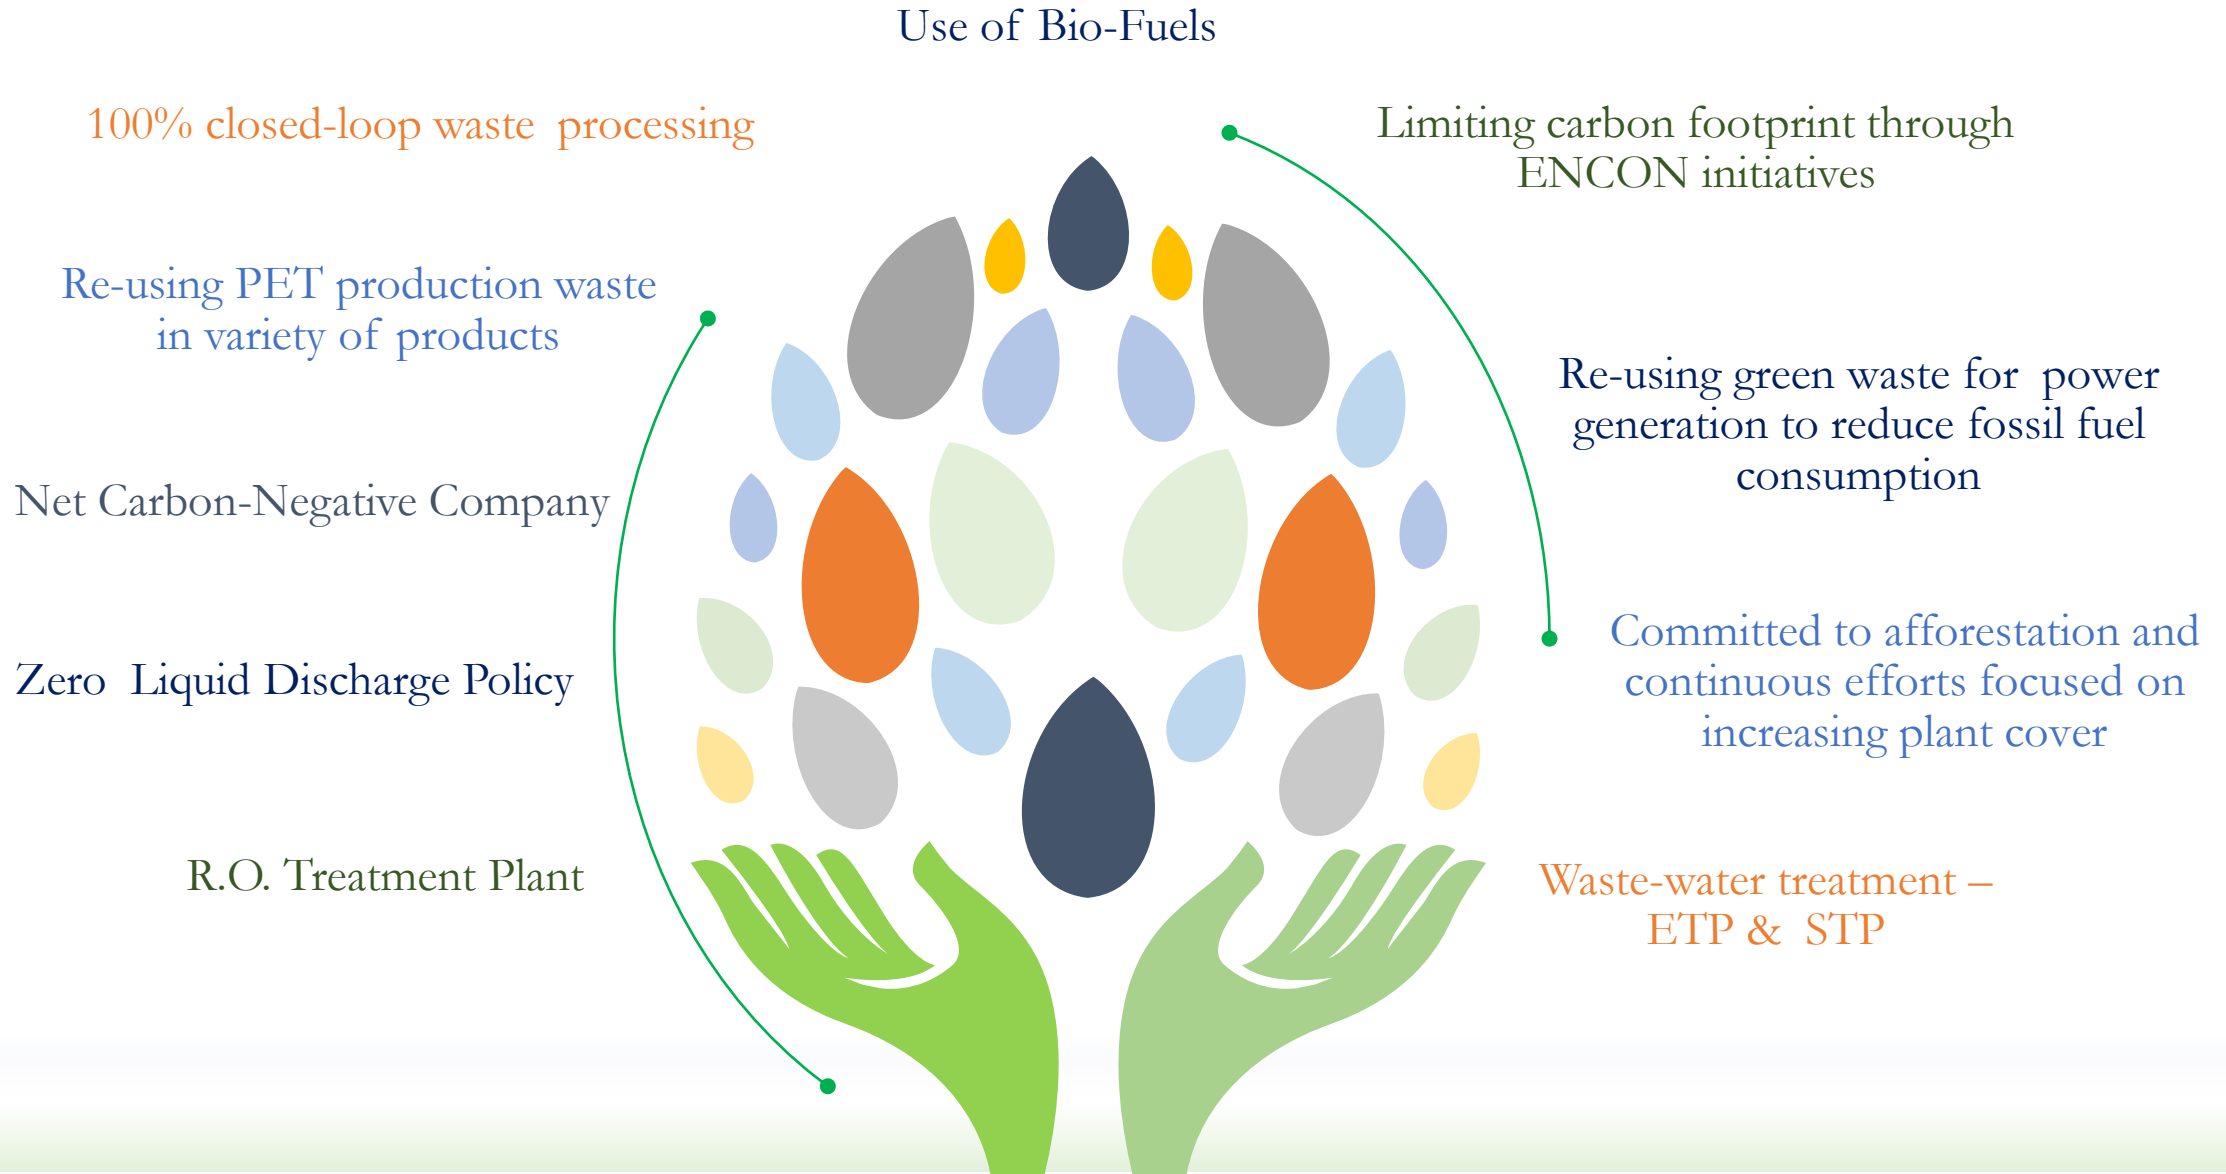 Use of Bio-Fuels
100% closed-loop waste processing
Re-using PET production waste
in variety of products
Net Carbon-Negative Company
Zero Liquid Discharge Policy
R.O. Treatment Plant
Limiting carbon footprint through
ENCON initiatives
Re-using green waste for power
generation to reduce fossil fuel
consumption
Committed to afforestation and
continuous efforts focused on
increasing plant cover
Waste-water treatment –
ETP & STP